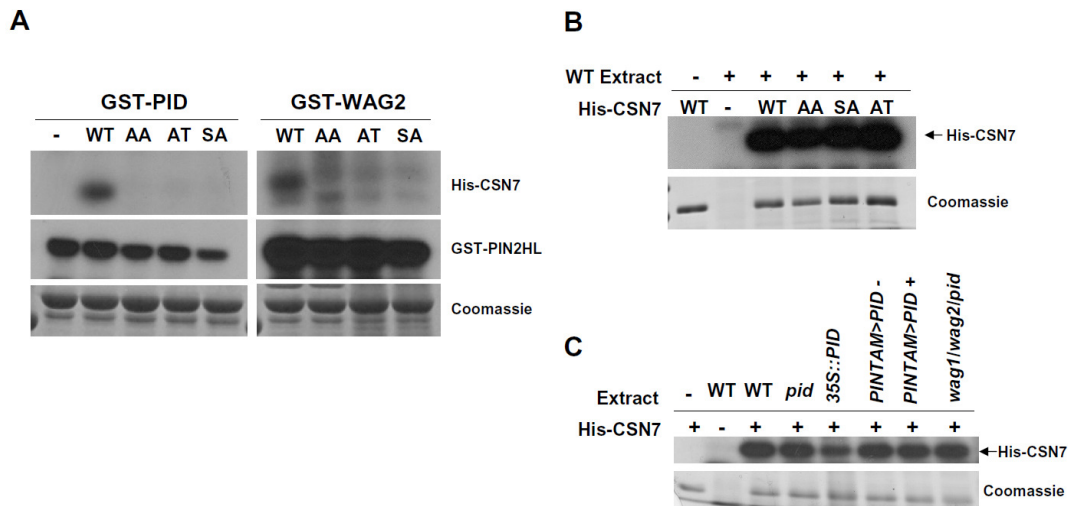 A
GST-PID GST-WAG2
- WT AA AT SA WT AA AT SA
His-CSN7
GST-PIN2HL
Coomassie
B
WT Extract - + + + + +
His-CSN7 WT - WT AA SA AT
His-CSN7
Coomassie
C
Extract - WT WT pid 35S::PID PINTAM>PID - PINTAM>PID + wag1/wag2/pid
His-CSN7 + - + + + + + +
His-CSN7
Coomassie